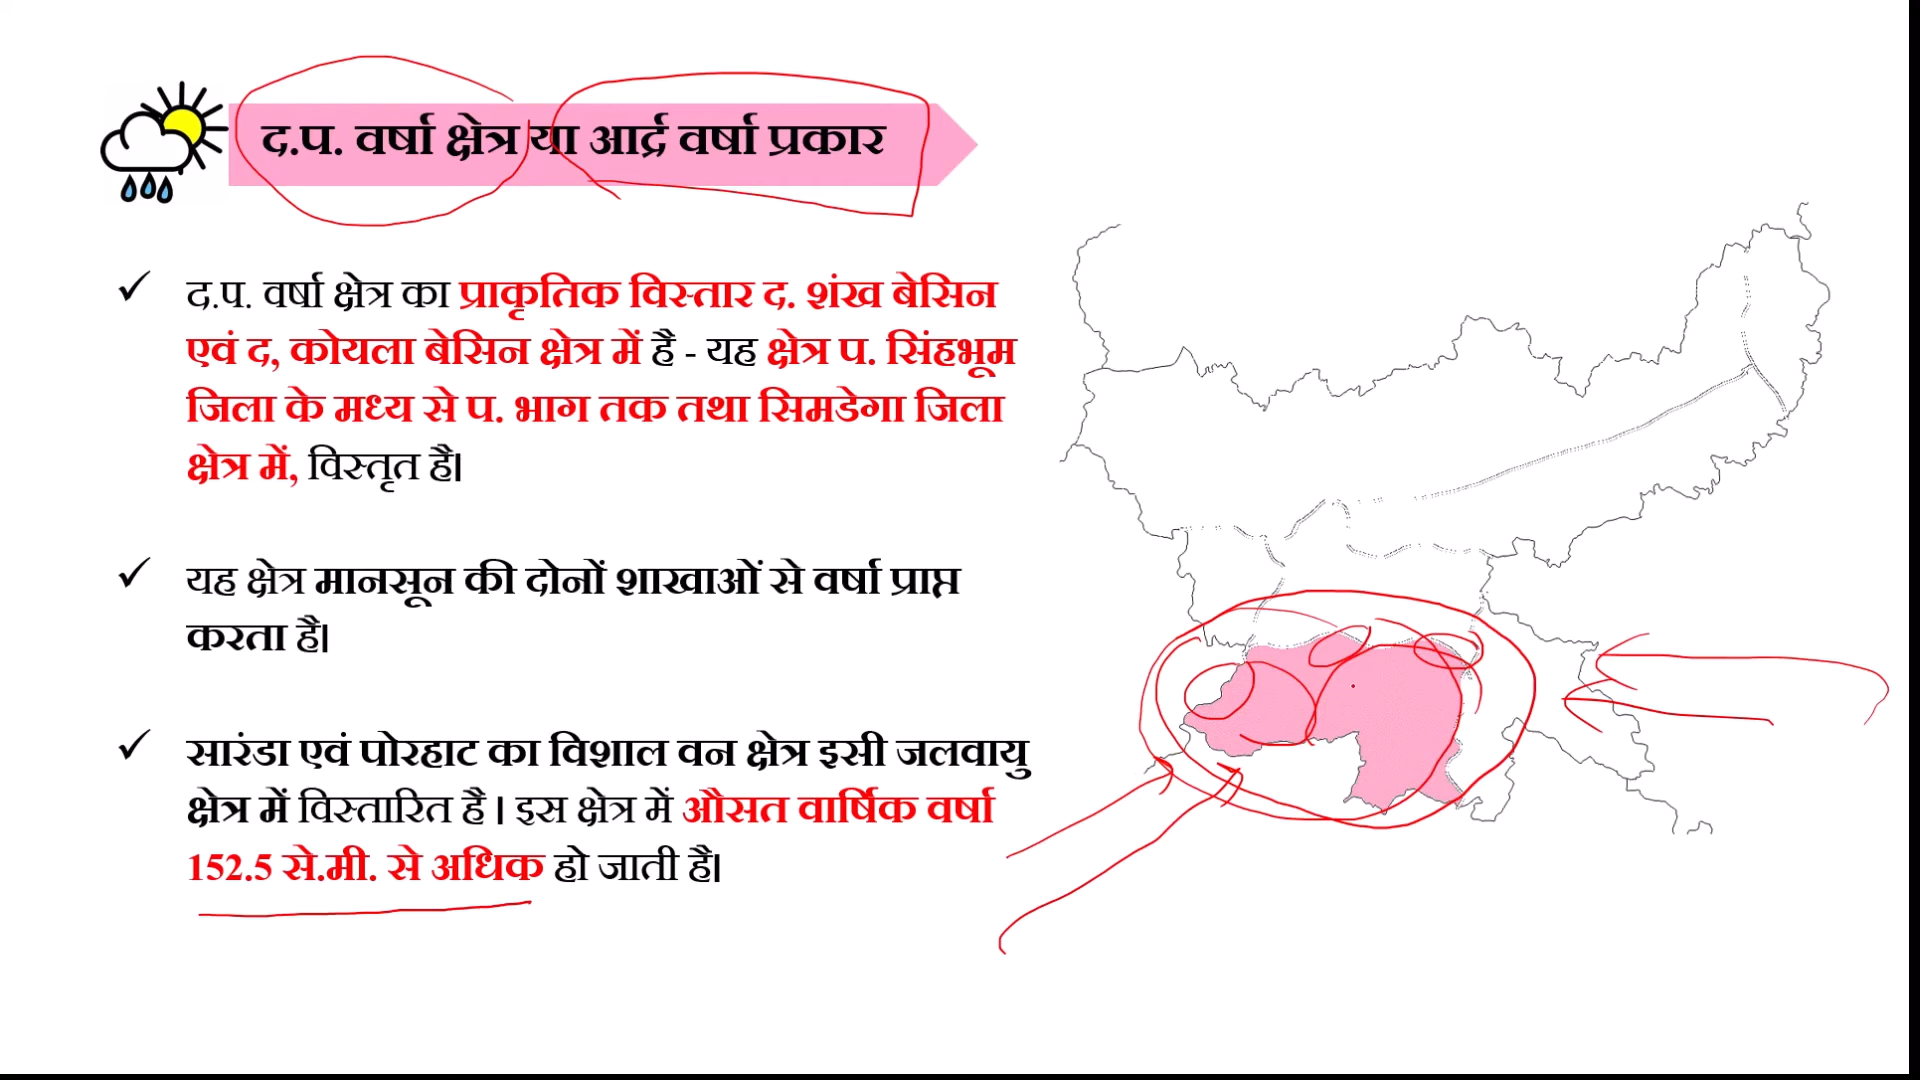 द.प. वर्षा क्षेत्र या आर्द्र वर्षा प्रकार
द.प. वर्षा क्षेत्र का प्राकृतिक विस्तार द. शंख बेसिन
एवं द, कोयला बेसिन क्षेत्र में है - यह क्षेत्र प. सिंहभूम
जिला के मध्य से प. भाग तक तथा सिमडेगा जिला
क्षेत्र में, विस्तृत है।
यह क्षेत्र मानसून की दोनों शाखाओं से वर्षा प्राप्त
करता है।
सारंडा एवं पोरहाट का विशाल वन क्षेत्र इसी जलवायु
क्षेत्र में विस्तारित है। इस क्षेत्र में औसत वार्षिक वर्षा
152.5 से.मी. से अधिक हो जाती है।